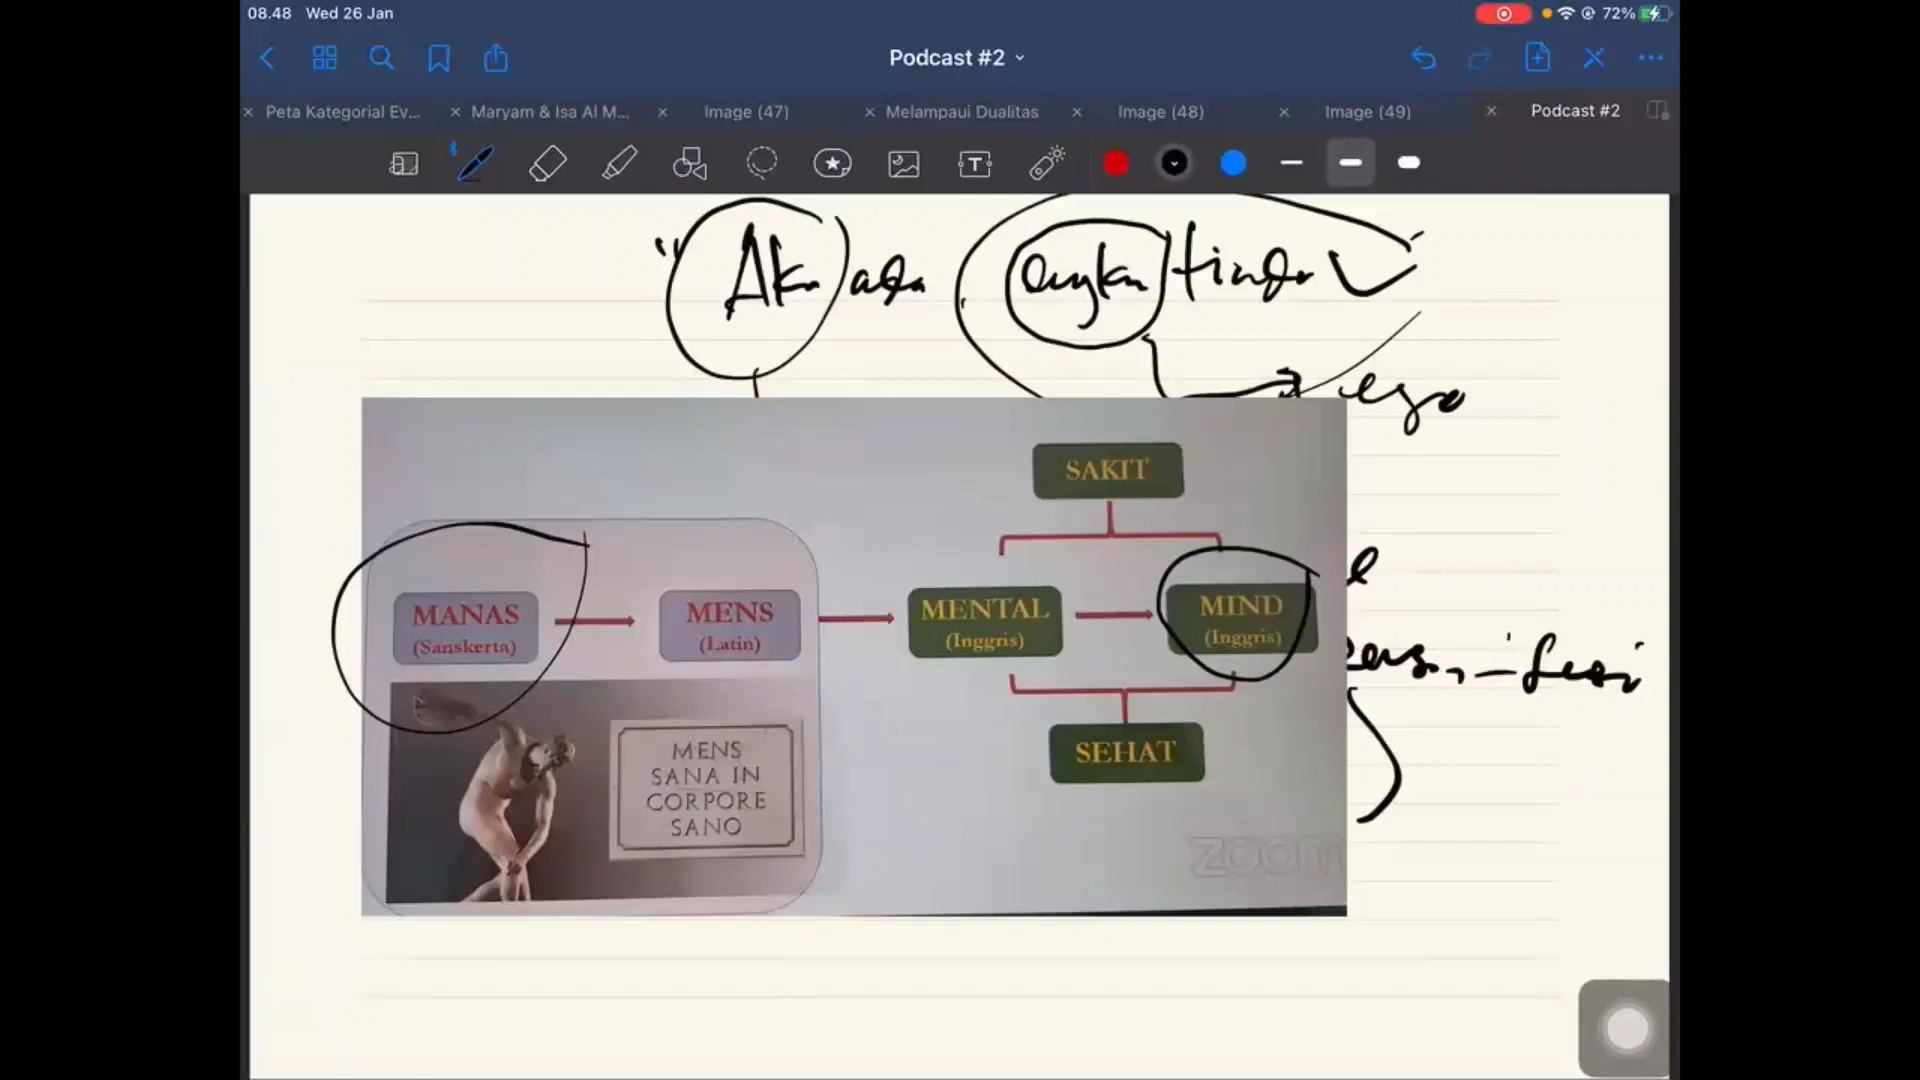 08.48 Wed 26 Jan
72%
Podcast #2
Peta Kategorial Ev...
Maryam & Isa Al M...
Image (47)
Melampaui Dualitas
Image (48)
Image (49)
Podcast #2
T
"Aku ada
ego
SAKIT
MANAS
(Sanskerta)
MENS
(Latin)
MENTAL
(Inggris)
MIND
(Inggris)
SEHAT
MENS
SANA IN
CORPORE
SANO
zoom